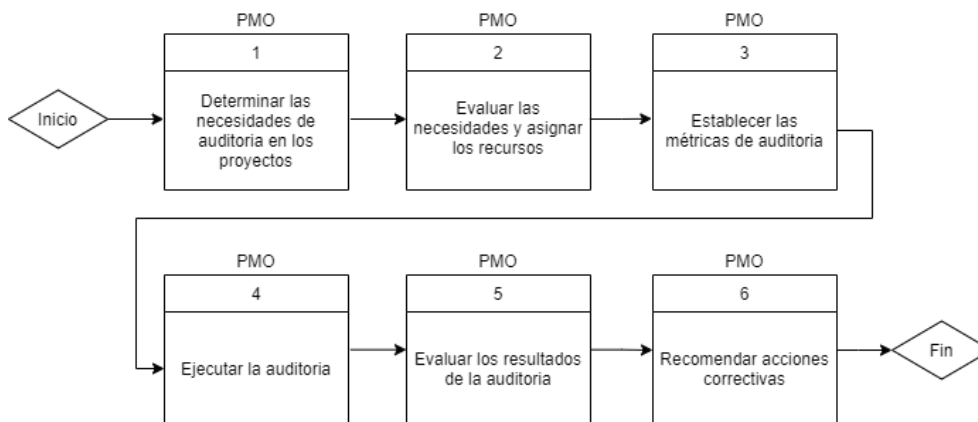 PMO
PMO
PMO
1
2
3
Inicio
Determinar las
necesidades de
auditoria en los
proyectos
Evaluar las
necesidades y asignar
los recursos
Establecer las
métricas de auditoria
PMO
PMO
PMO
4
5
6
Ejecutar la auditoria
Evaluar los resultados
de la auditoria
Recomendar acciones
correctivas
Fin